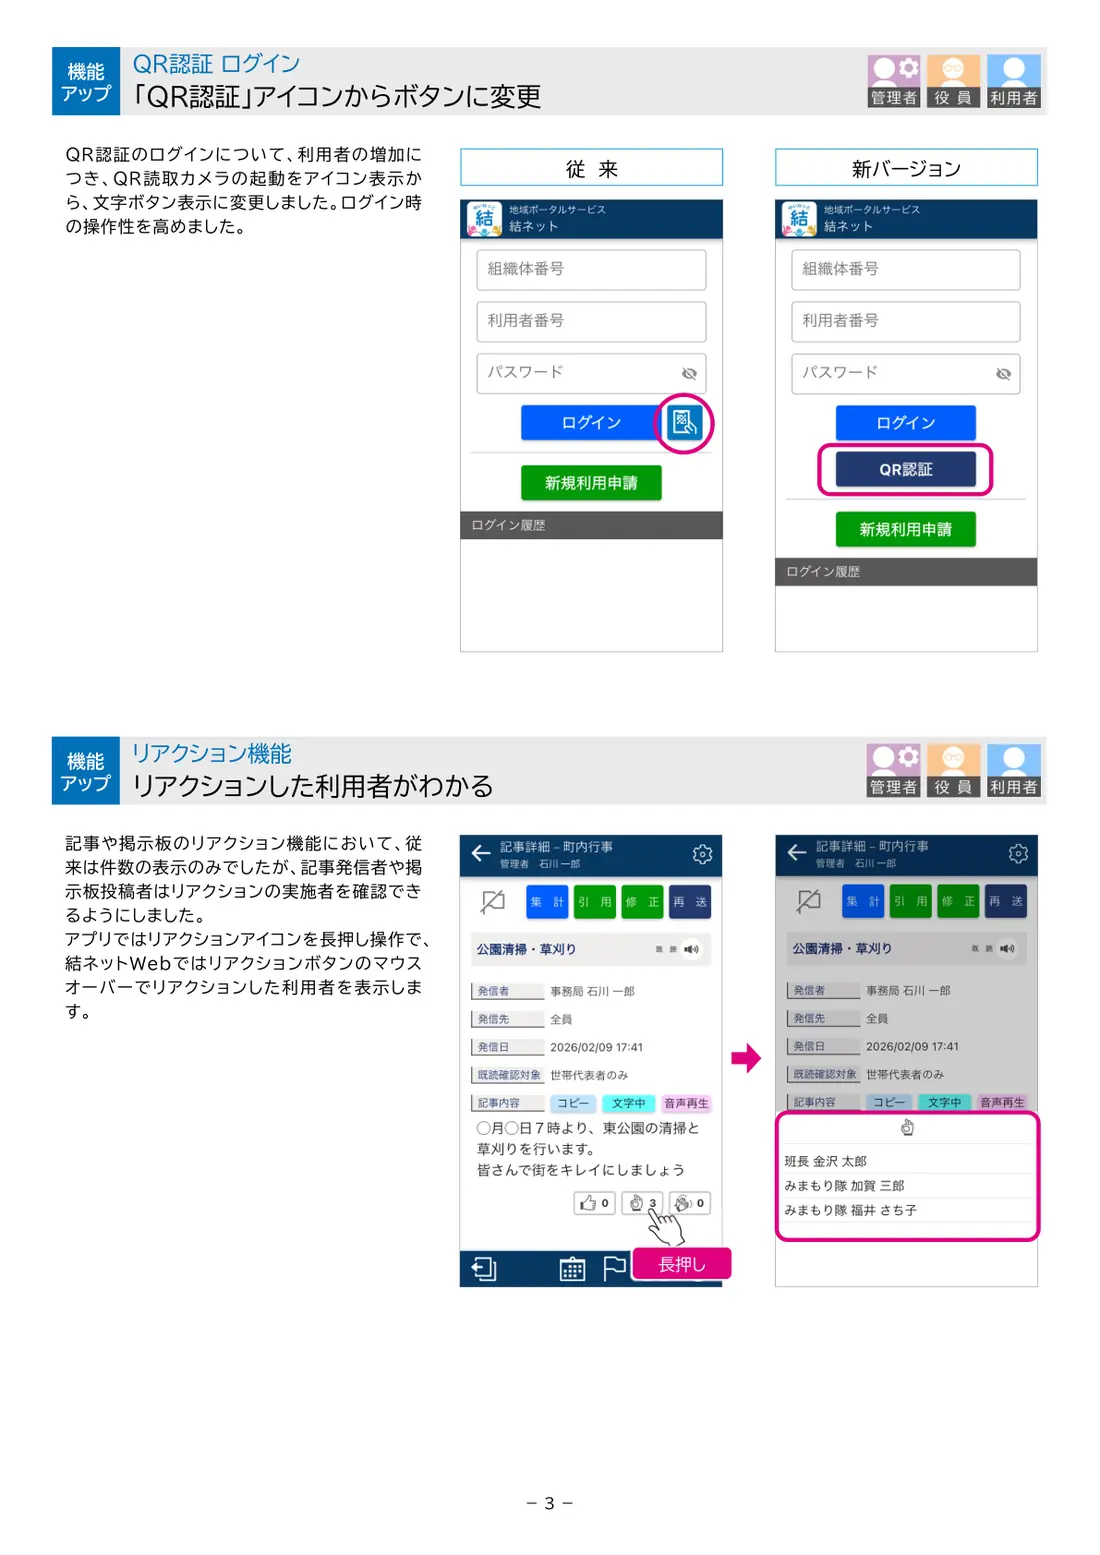 機能
アップ
QR認証 ログイン
「QR認証」アイコンからボタンに変更
管理者
役 員
利用者
QR認証のログインについて、利用者の増加に
つき、QR読取カメラの起動をアイコン表示か
ら、文字ボタン表示に変更しました。ログイン時
の操作性を高めました。
従 来
地域ポータルサービス
結ネット
組織体番号
利用者番号
パスワード
ログイン
新規利用申請
ログイン履歴
新バージョン
地域ポータルサービス
結ネット
組織体番号
利用者番号
パスワード
ログイン
QR認証
新規利用申請
ログイン履歴
機能
アップ
リアクション機能
リアクションした利用者がわかる
管理者
役 員
利用者
記事や掲示板のリアクション機能において、従
来は件数の表示のみでしたが、記事発信者や掲
示板投稿者はリアクションの実施者を確認でき
るようにしました。
アプリではリアクションアイコンを長押し操作で、
結ネットWebではリアクションボタンのマウス
オーバーでリアクションした利用者を表示しま
す。
記事詳細 – 町内行事
管理者 石川 一郎
集 計
引 用
修 正
再 送
公園清掃・草刈り
既 読
発信者 事務局 石川 一郎
発信先 全員
発信日 2026/02/09 17:41
既読確認対象 世帯代表者のみ
記事内容 コピー 文字中 音声再生
◯月◯日７時より、東公園の清掃と
草刈りを行います。
皆さんで街をキレイにしましょう
0 3 0
長押し
記事詳細 – 町内行事
管理者 石川 一郎
集 計
引 用
修 正
再 送
公園清掃・草刈り
既 読
発信者 事務局 石川 一郎
発信先 全員
発信日 2026/02/09 17:41
既読確認対象 世帯代表者のみ
記事内容 コピー 文字中 音声再生
班長 金沢 太郎
みまもり隊 加賀 三郎
みまもり隊 福井 さち子
– 3 –